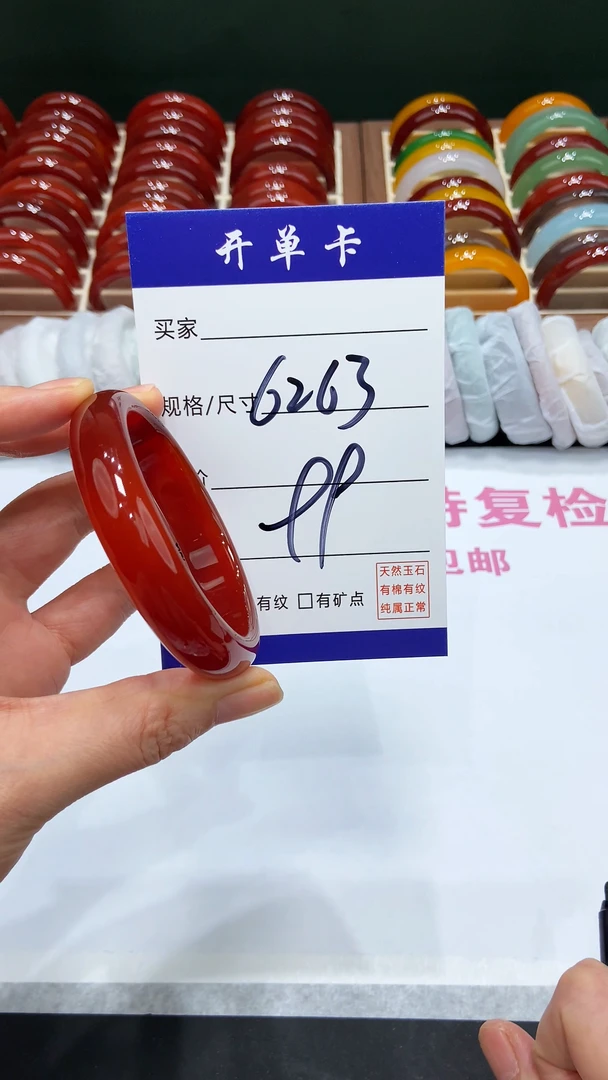 开单卡
买家
规格/尺寸 6263
价 99
有纹 □有矿点
天然玉石
有棉有纹
纯属正常
持复检
包邮